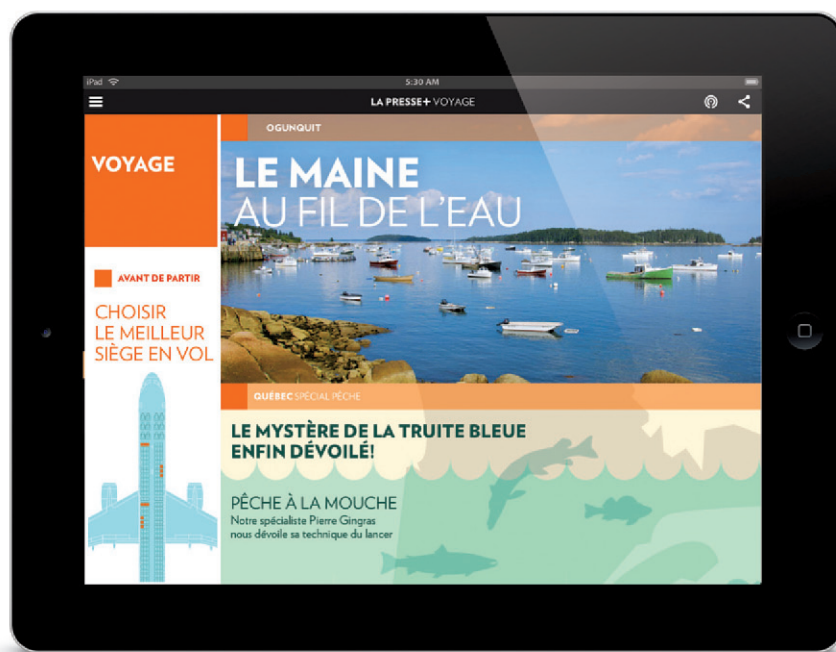 iPad
5:30 AM
LA PRESSE+ VOYAGE
VOYAGE
OGUNQUIT
LE MAINE
AU FIL DE L'EAU
AVANT DE PARTIR
CHOISIR
LE MEILLEUR
SIÈGE EN VOL
QUÉBEC SPÉCIAL PÊCHE
LE MYSTÈRE DE LA TRUITE BLEUE
ENFIN DÉVOILÉ!
PÊCHE À LA MOUCHE
Notre spécialiste Pierre Gingras
nous dévoile sa technique du lancer